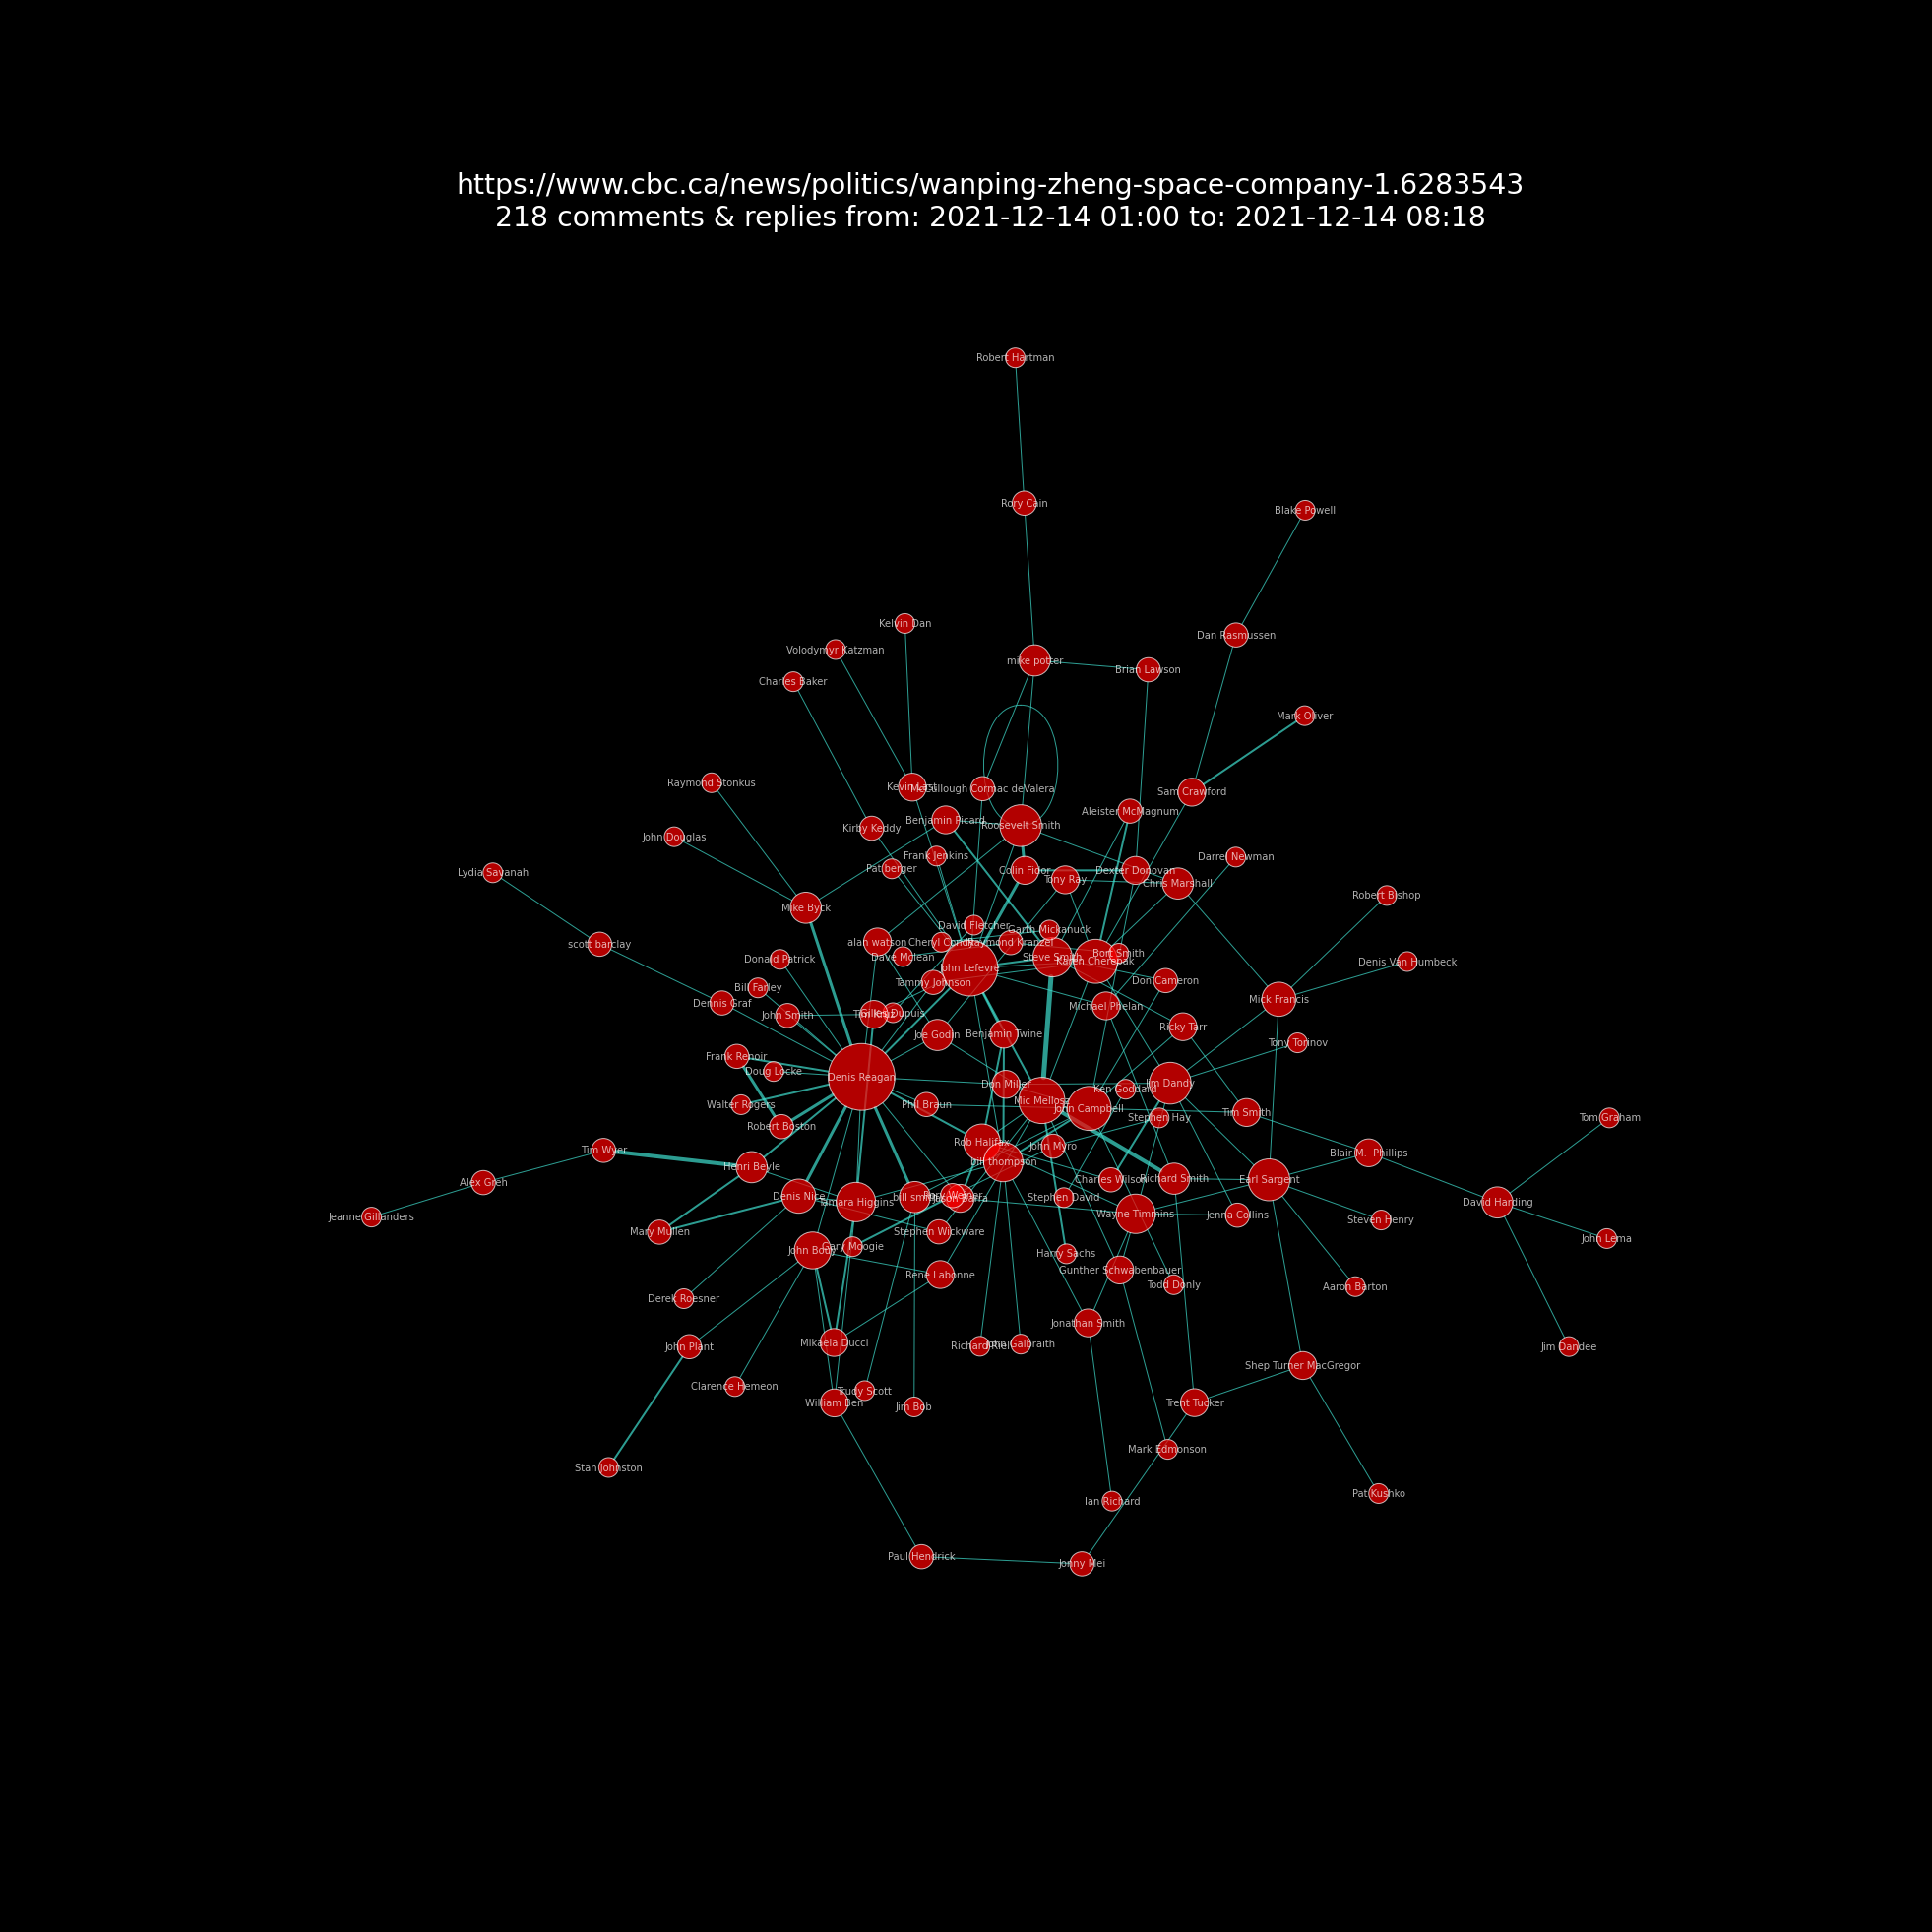 https://www.cbc.ca/news/politics/wanping-zheng-space-company-1.6283543
218 comments & replies from: 2021-12-14 01:00 to: 2021-12-14 08:18
Robert Hartman
Rory Cain
Blake Powell
Kelvin Dan
Dan Rasmussen
Volodymyr Katzman
mike potter
Brian Lawson
Charles Baker
Mark Oliver
Raymond Stonkus
McCullough Cormac deValera
Sam Crawford
Aleister McMagnum
Benjamin Picard
Roosevelt Smith
Kirby Keddy
John Douglas
Frank Jenkins
Darrel Newman
Pat berger
Colin Fidor
Dexter Donovan
Lydia Savanah
Tony Ray
Chris Marshall
Robert Bishop
Mike Byck
David Fletcher
Garth Mickanuck
scott barclay
alan watson
Cheryl
Raymond Kranzel
Bort Smith
Dave Mclean
Steve Smith
Karen Cherepak
Donald Patrick
Denis Van Humbeck
John Lefevre
Tammy Johnson
Don Cameron
Bill Farley
Mick Francis
Dennis Graf
Michael Phelan
John Smith
Gilles Dupuis
Ricky Tarr
Joe Godin
Benjamin Twine
Tony Torinov
Frank Renoir
Doug Locke
Denis Reagan
Don Miller
Jim Dandy
Ken Goddard
Mic Mellosz
Walter Rogers
Phil Braun
John Campbell
Tim Smith
Stephen Hay
Tom Graham
Robert Boston
Rob Halifax
John Myro
Tim Wyer
Blair M.  Phillips
bill thompson
Henri Beyle
Richard Smith
Charles Wilson
Earl Sargent
Alex Greh
Denis Nice
Tamara Higgins
bill smith
Stephen David
David Harding
Jeanne Gillanders
Wayne Timmins
Jenna Collins
Steven Henry
Mary Mullen
Stephen Wickware
John Lema
Gary Moogie
John Body
Harry Sachs
Gunther Schwabenbauer
Rene Labonne
Todd Donly
Aaron Barton
Derek Roesner
Jonathan Smith
Mikaela Ducci
John Galbraith
Richard
John Plant
Jim Dandee
Shep Turner MacGregor
Clarence Hemeon
Trudy Scott
William Ben
Jim Bob
Trent Tucker
Mark Edmonson
Stan Johnston
Pat Kushko
Ian Richard
Paul Hendrick
Jonny Mei